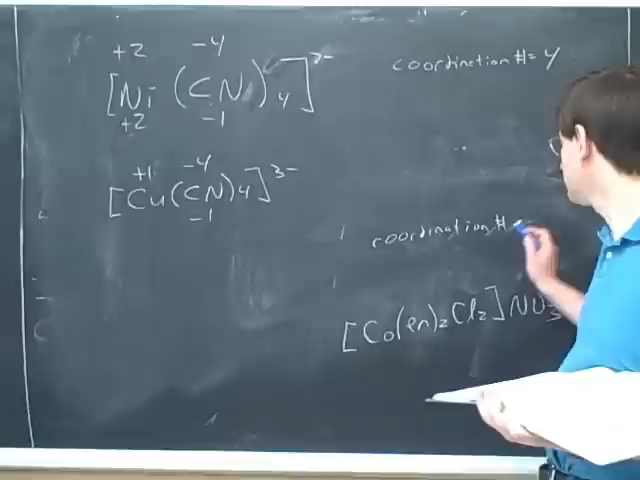 +2 -4
[Ni (CN)4]2- coordination #= 4
+2 -1
+1 -4
[Cu(CN)4]3-
-1
coordination #=
[Co(en)2Cl2]NO3